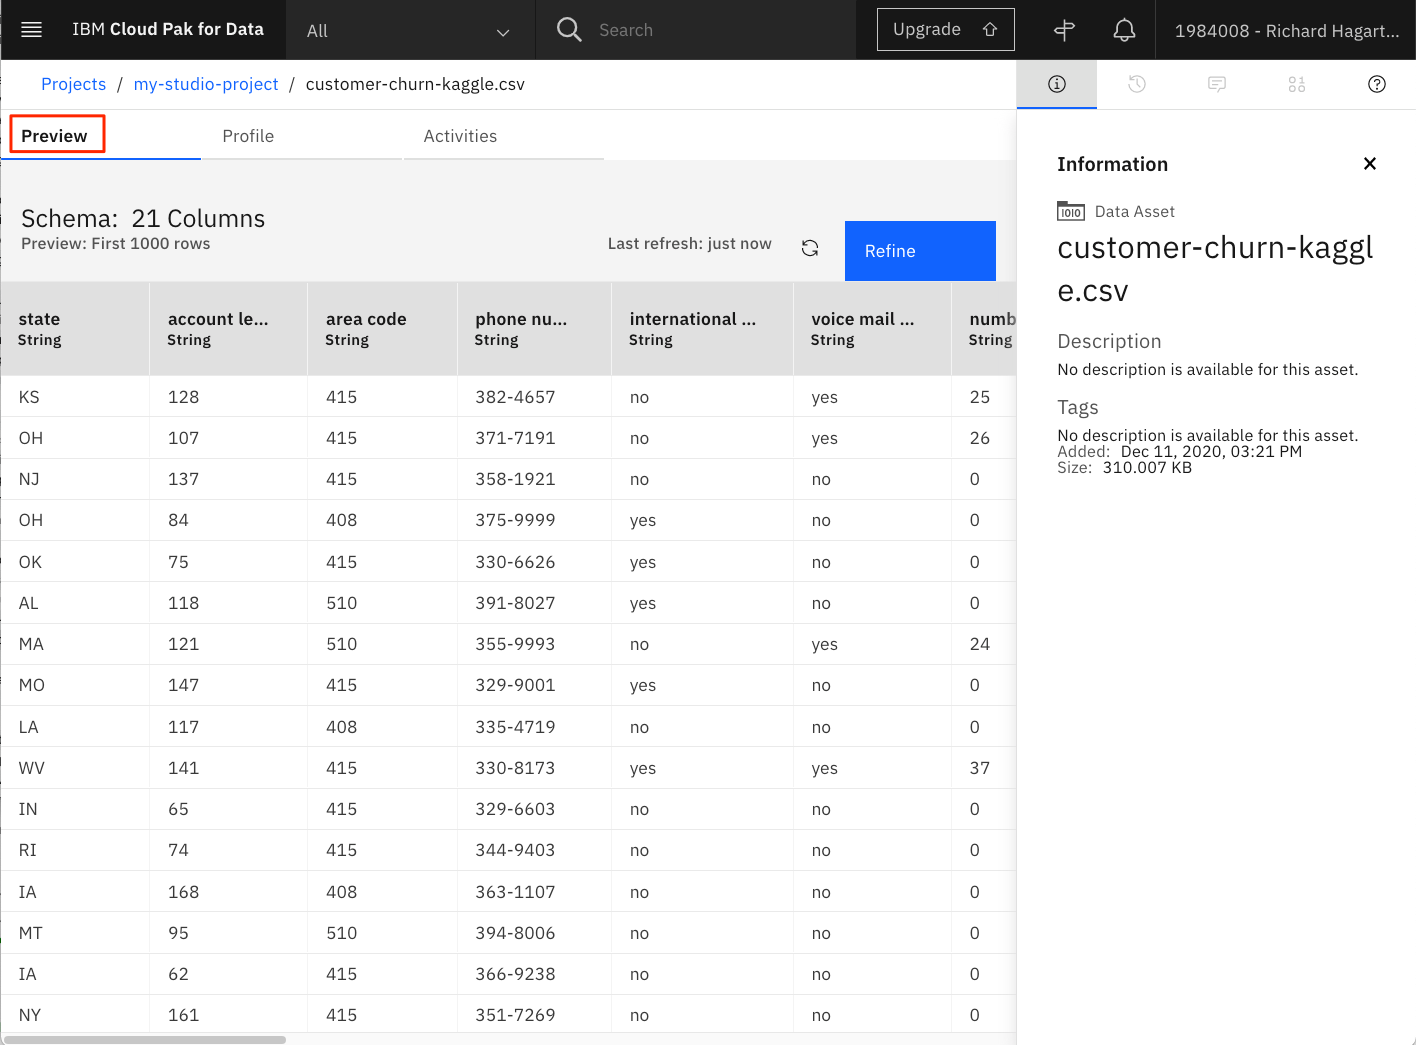 IBM Cloud Pak for Data All Search Upgrade 1984008 - Richard Hagart...
Projects / my-studio-project / customer-churn-kaggle.csv
Preview Profile Activities
Schema: 21 Columns
Preview: First 1000 rows
Last refresh: just now
Refine
state account le... area code phone nu... international ... voice mail ... numb
String String String String String String String
KS 128 415 382-4657 no yes 25
OH 107 415 371-7191 no yes 26
NJ 137 415 358-1921 no no 0
OH 84 408 375-9999 yes no 0
OK 75 415 330-6626 yes no 0
AL 118 510 391-8027 yes no 0
MA 121 510 355-9993 no yes 24
MO 147 415 329-9001 yes no 0
LA 117 408 335-4719 no no 0
WV 141 415 330-8173 yes yes 37
IN 65 415 329-6603 no no 0
RI 74 415 344-9403 no no 0
IA 168 408 363-1107 no no 0
MT 95 510 394-8006 no no 0
IA 62 415 366-9238 no no 0
NY 161 415 351-7269 no no 0
Information
Data Asset
customer-churn-kaggl
e.csv
Description
No description is available for this asset.
Tags
No description is available for this asset.
Added: Dec 11, 2020, 03:21 PM
Size: 310.007 KB